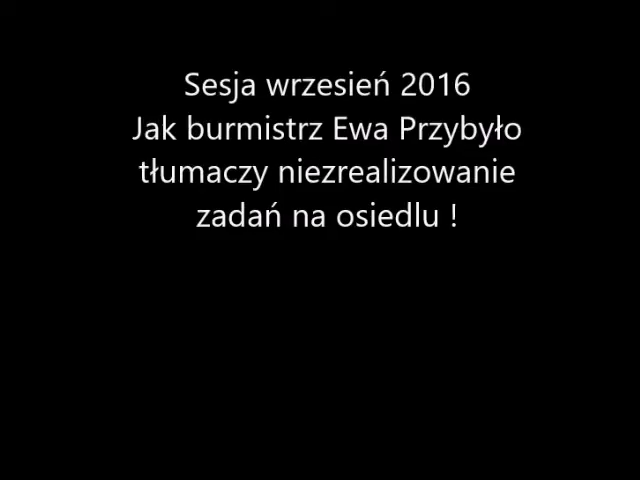 Sesja wrzesień 2016
Jak burmistrz Ewa Przybyło
tłumaczy niezrealizowanie
zadań na osiedlu !